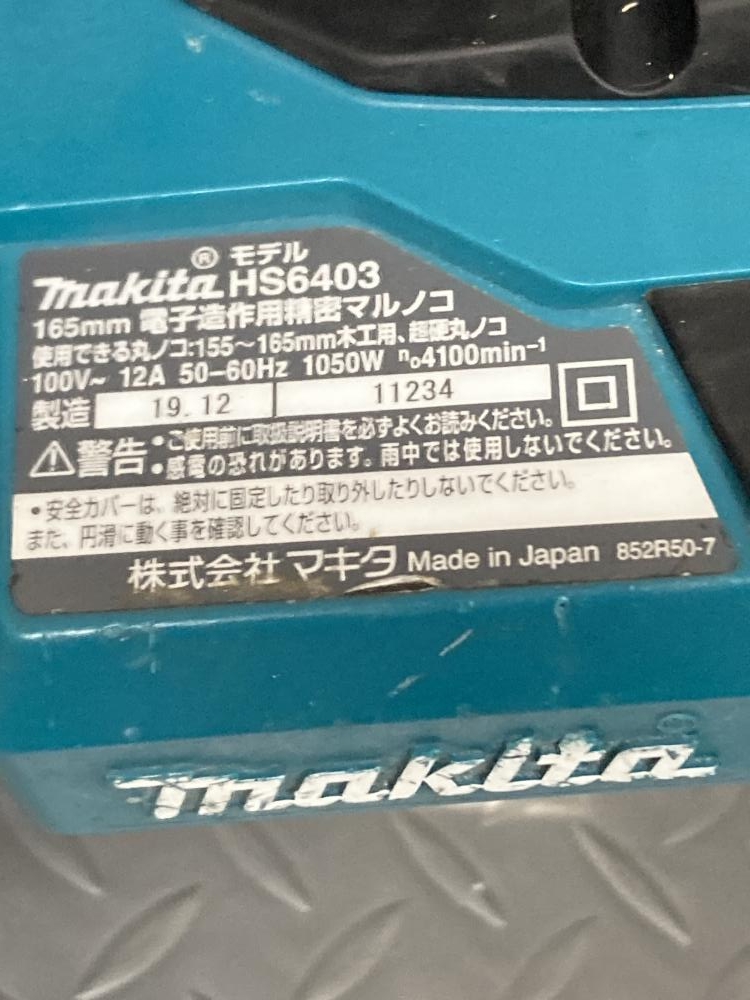 makita® モデル HS6403
165mm 電子造作用精密マルノコ
使用できる丸ノコ:155～165mm木工用、超硬丸ノコ
100V～ 12A 50-60Hz 1050W n₀4100min⁻¹
製造 19.12 11234
⚠警告 •ご使用前に取扱説明書を必ずよくお読みください。
•感電の恐れがあります。雨中では使用しないでください。
•安全カバーは、絶対に固定したり取り外したりしないでください。
また、円滑に動く事を確認してください。
株式会社 マキタ Made in Japan 852R50-7
makita®